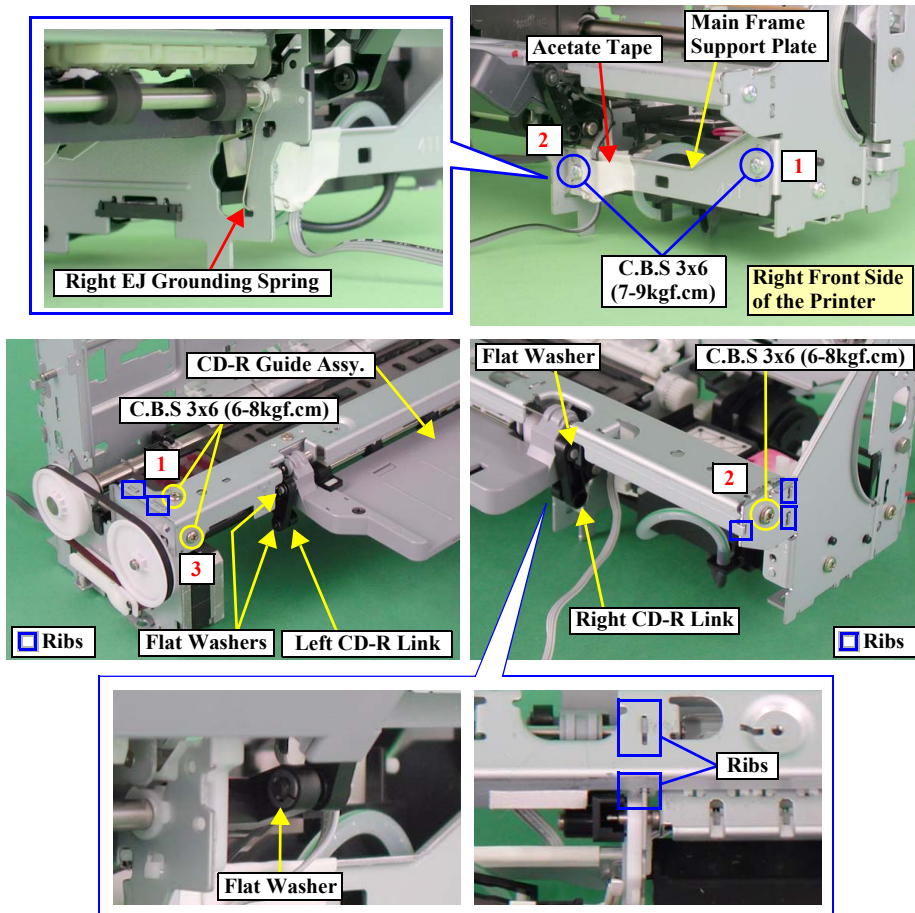 Right EJ Grounding Spring
Acetate Tape
Main Frame
Support Plate
2
1
C.B.S 3x6
(7-9kgf.cm)
Right Front Side
of the Printer
CD-R Guide Assy.
C.B.S 3x6 (6-8kgf.cm)
1
3
Flat Washers
Left CD-R Link
Ribs
Flat Washer
C.B.S 3x6 (6-8kgf.cm)
2
Right CD-R Link
Ribs
Flat Washer
Ribs